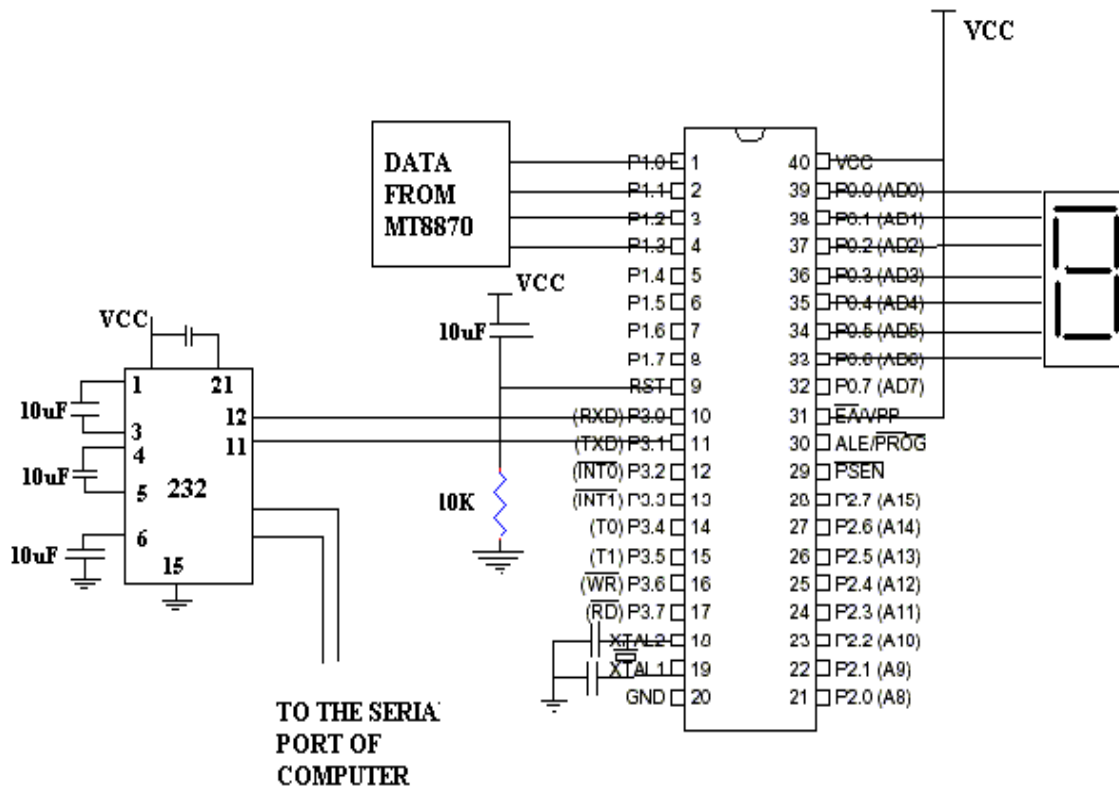 VCC
DATA
FROM
MT8870
P1.0 1 40 VCC
P1.1 2 39 P0.0 (AD0)
P1.2 3 38 P0.1 (AD1)
P1.3 4 37 P0.2 (AD2)
P1.4 5 36 P0.3 (AD3)
P1.5 6 35 P0.4 (AD4)
P1.6 7 34 P0.5 (AD5)
P1.7 8 33 P0.6 (AD6)
RST 9 32 P0.7 (AD7)
(RXD) P3.0 10 31 EA/VPP
(TXD) P3.1 11 30 ALE/PROG
(INT0) P3.2 12 29 PSEN
(INT1) P3.3 13 28 P2.7 (A15)
(T0) P3.4 14 27 P2.6 (A14)
(T1) P3.5 15 26 P2.5 (A13)
(WR) P3.6 16 25 P2.4 (A12)
(RD) P3.7 17 24 P2.3 (A11)
XTAL2 18 23 P2.2 (A10)
XTAL1 19 22 P2.1 (A9)
GND 20 21 P2.0 (A8)
VCC
10uF
10K
VCC
1 21
10uF
3 12
4 11
10uF
5 232
6
10uF
15
TO THE SERIA
PORT OF
COMPUTER